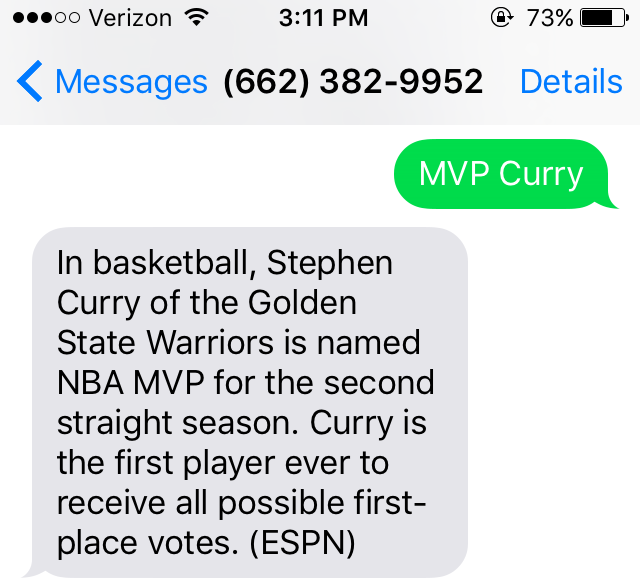 Verizon 3:11 PM 73%
Messages (662) 382-9952 Details
MVP Curry
In basketball, Stephen
Curry of the Golden
State Warriors is named
NBA MVP for the second
straight season. Curry is
the first player ever to
receive all possible first-
place votes. (ESPN)